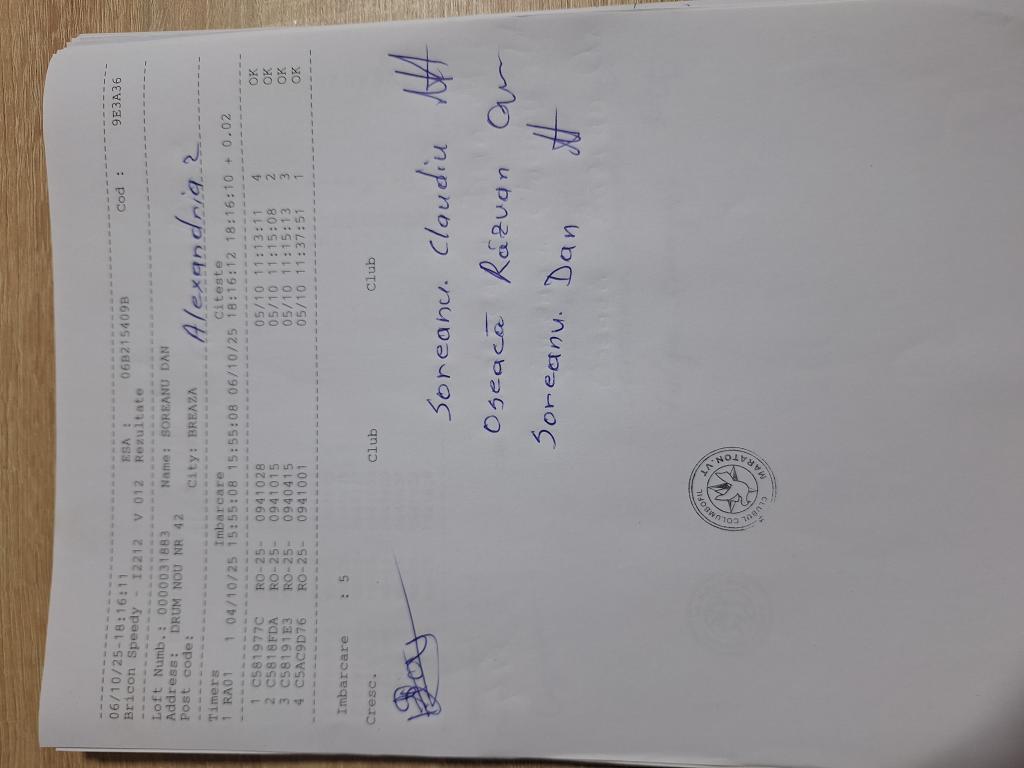 06/10/25-18:16:11
Bricon Speedy - I2212 V 012 ESA : 06B215409B Cod : 9E3A36
Rezultate
Loft Numb.: 0000031883 Name: SOREANU DAN
Address: DRUM NOU NR 42
Post code: City: BREAZA Alexandria 2
Timers Imbarcare Citeste
1 RA01 1 04/10/25 15:55:08 15:55:08 06/10/25 18:16:12 18:16:10 + 0.02
1 C581977C RO-25- 0941028 05/10 11:13:11 4 OK
2 C5818FDA RO-25- 0941015 05/10 11:15:08 2 OK
3 C58191E3 RO-25- 0940415 05/10 11:15:13 3 OK
4 C5AC9D76 RO-25- 0941001 05/10 11:37:51 1 OK
Imbarcare : 5
Cresc. Club Club
Soreanu. Claudiu
Oseacă Răzvan
Soreanu. Dan
CLUBUL COLUMBOFIL
MARATON.VT